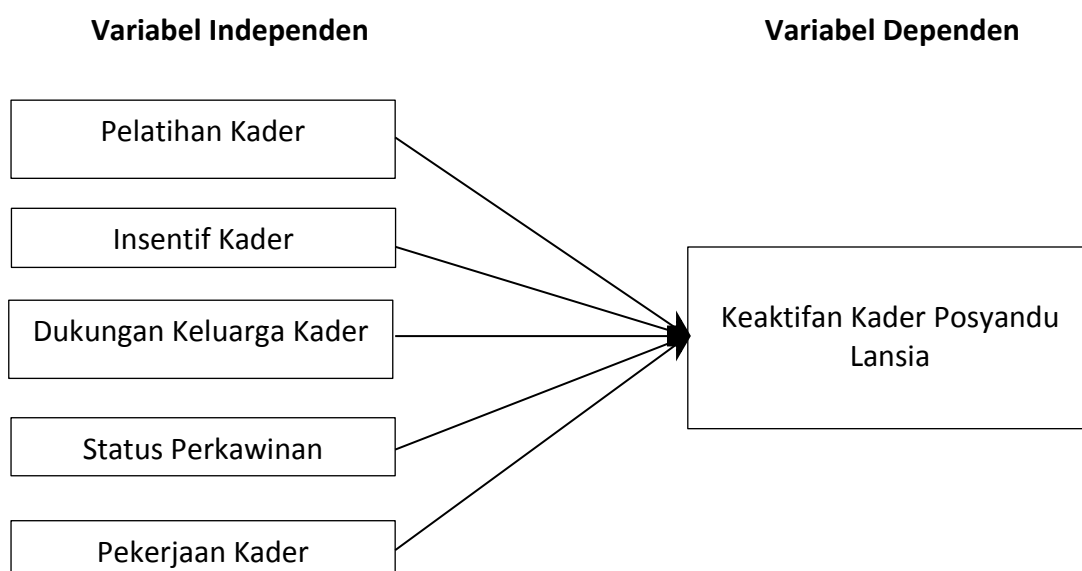 Variabel Independen
Variabel Dependen
Pelatihan Kader
Insentif Kader
Dukungan Keluarga Kader
Status Perkawinan
Pekerjaan Kader
Keaktifan Kader Posyandu
Lansia